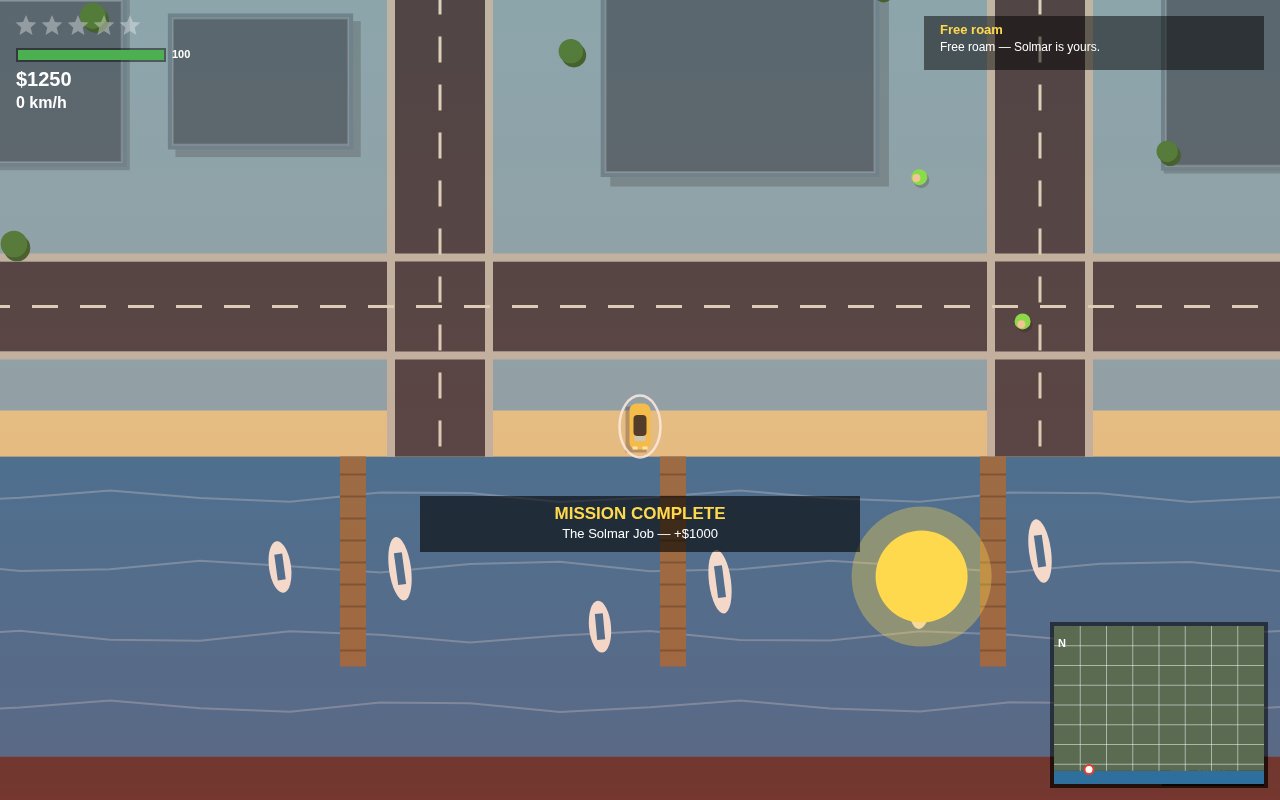 100
$1250
0 km/h
Free roam
Free roam — Solmar is yours.
MISSION COMPLETE
The Solmar Job — +$1000
N